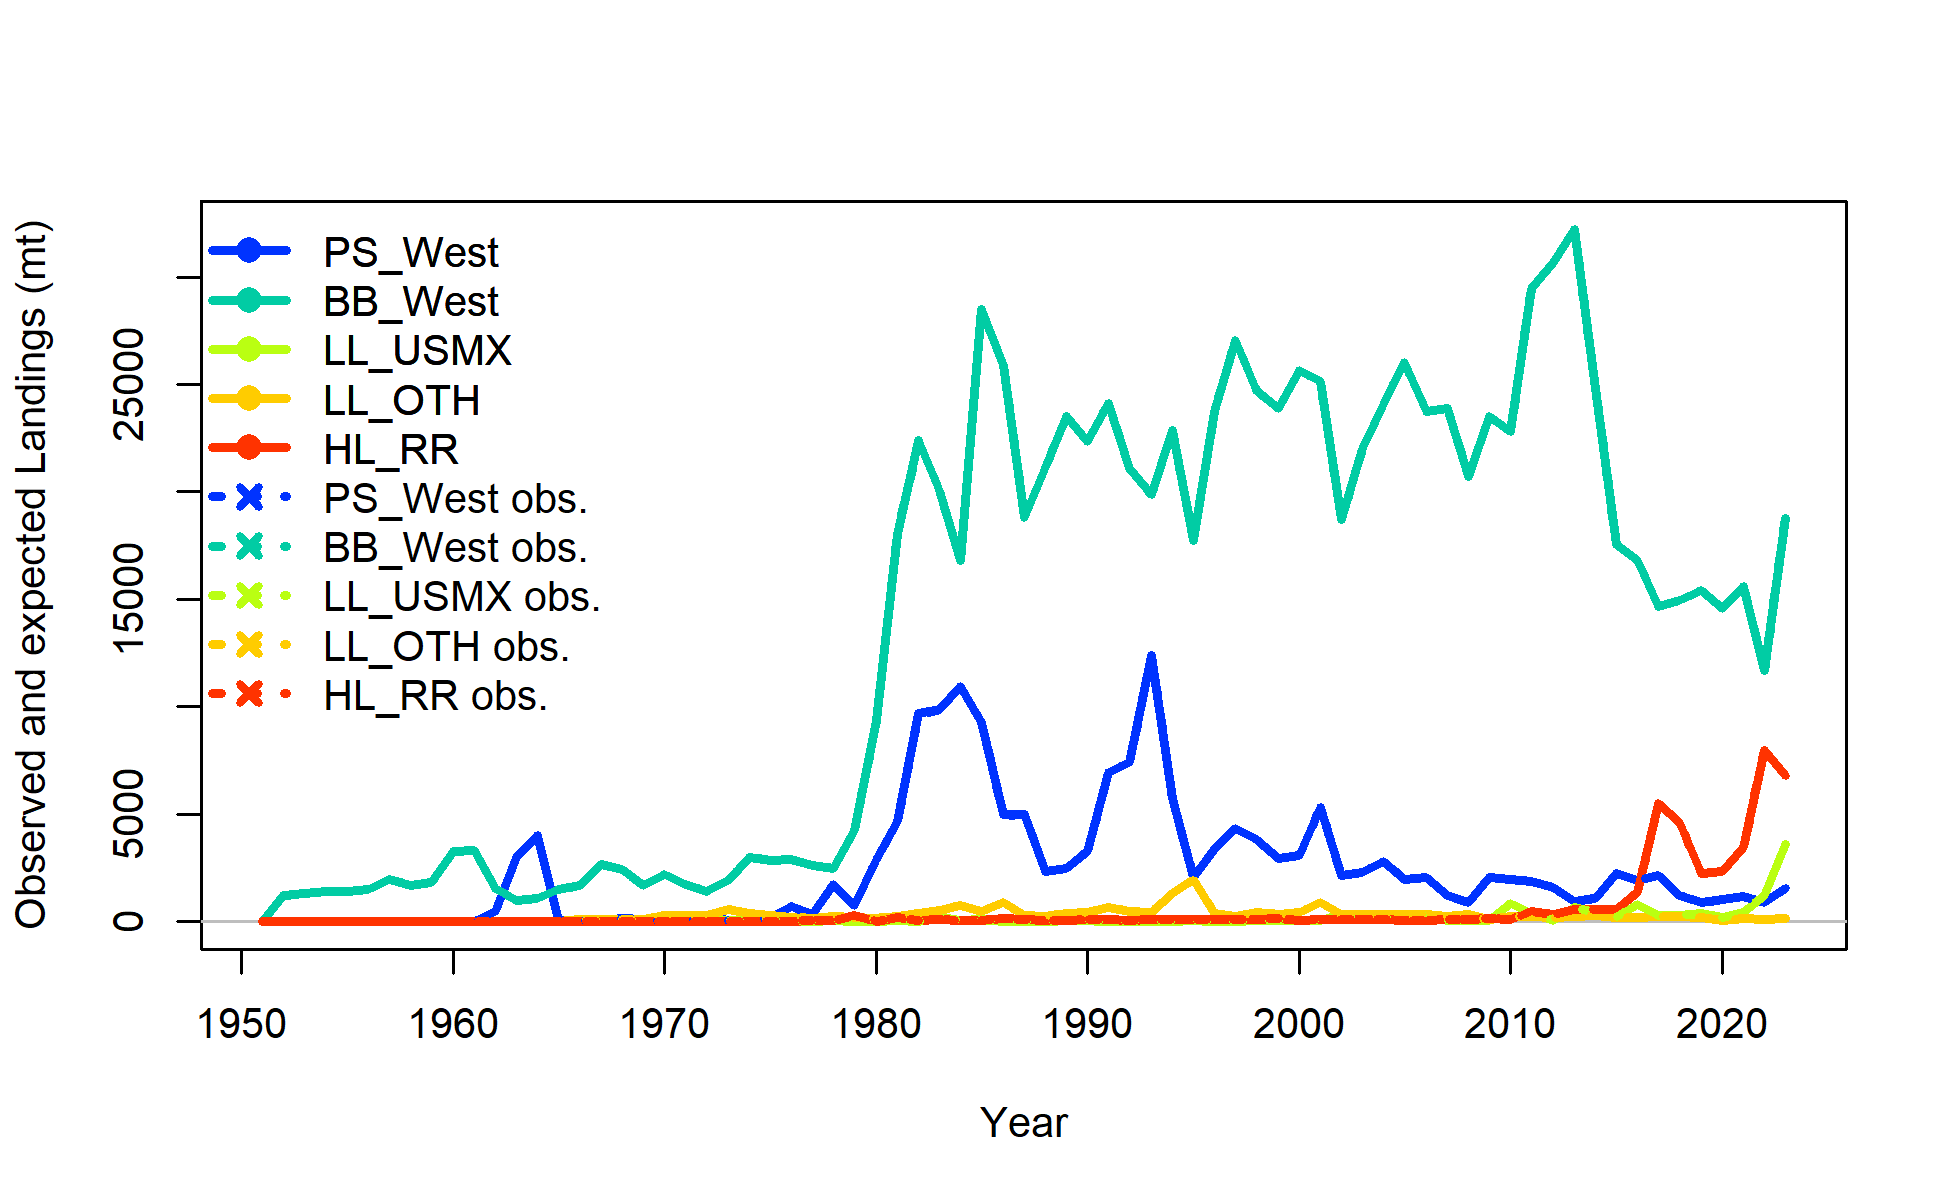 Observed and expected Landings (mt)
25000
15000
5000
0
PS_West
BB_West
LL_USMX
LL_OTH
HL_RR
PS_West obs.
BB_West obs.
LL_USMX obs.
LL_OTH obs.
HL_RR obs.
1950 1960 1970 1980 1990 2000 2010 2020
Year